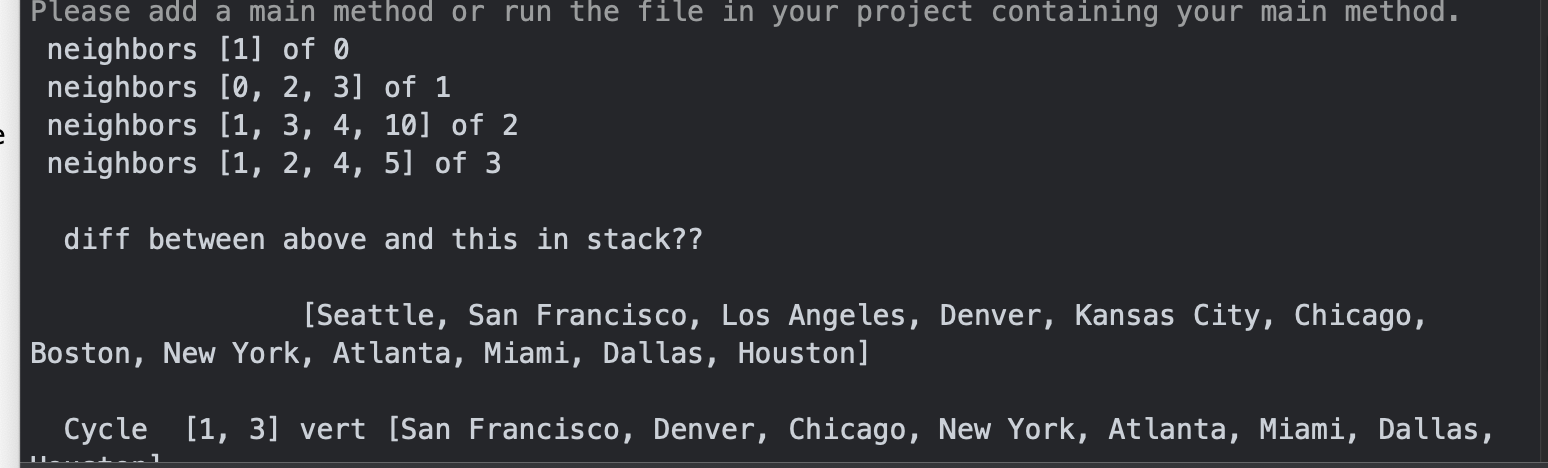 Please add a main method or run the file in your project containing your main method.
neighbors [1] of 0
neighbors [0, 2, 3] of 1
neighbors [1, 3, 4, 10] of 2
neighbors [1, 2, 4, 5] of 3
diff between above and this in stack??
[Seattle, San Francisco, Los Angeles, Denver, Kansas City, Chicago,
Boston, New York, Atlanta, Miami, Dallas, Houston]
Cycle [1, 3] vert [San Francisco, Denver, Chicago, New York, Atlanta, Miami, Dallas,